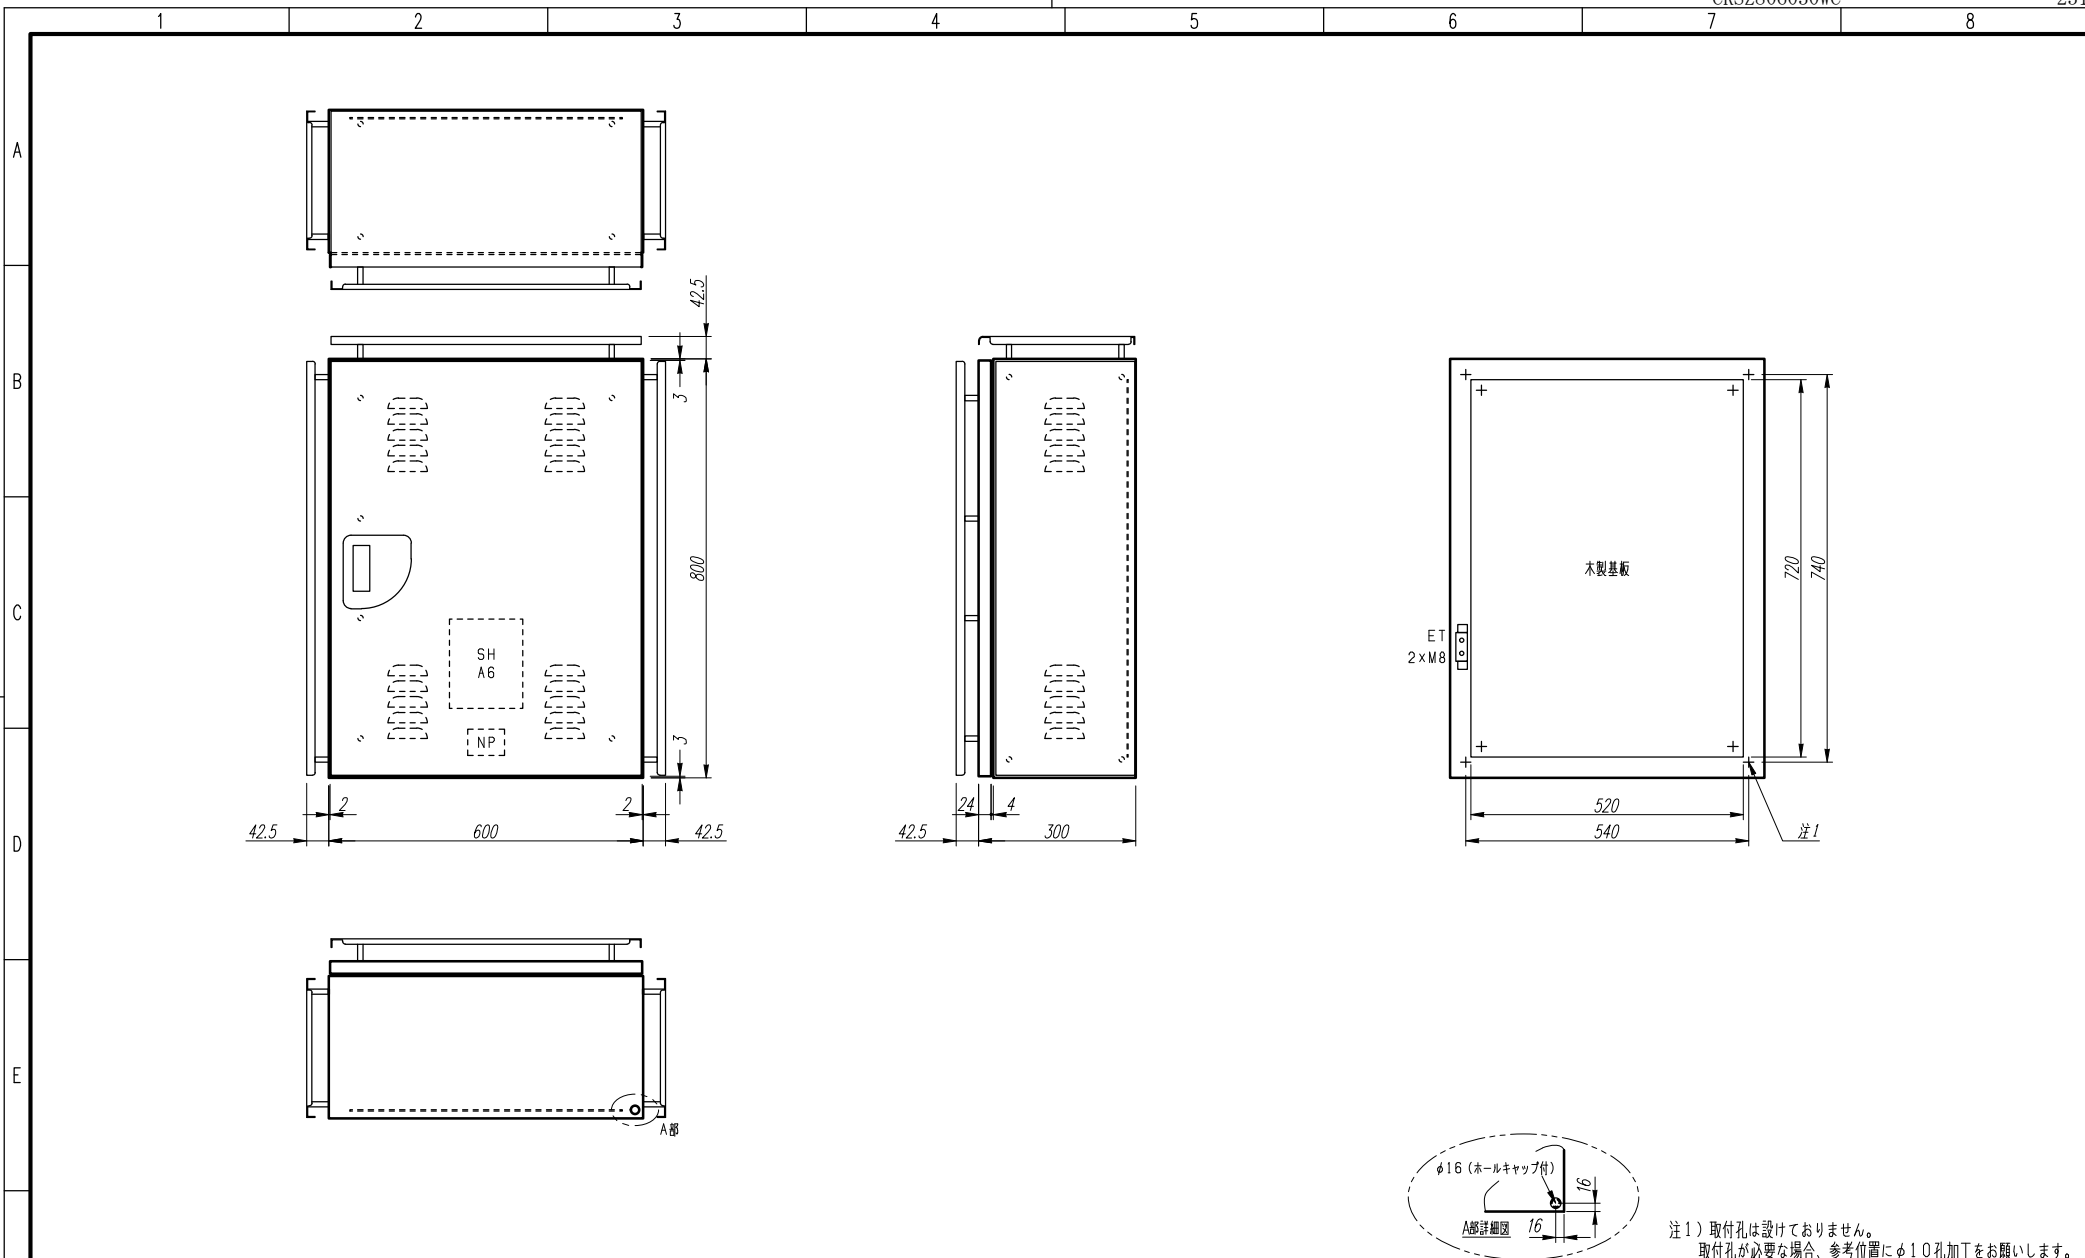 1 2 3 4 5 6 7 8
A
42.5
B
3
800
C
木製基板
720
740
ET
2×M8
SH
A6
NP
3
2
2
42.5
600
42.5
24
4
42.5
300
520
540
注1
D
E
A部
φ16(ホールキャップ付)
16
A部詳細図
16
注1)取付孔は設けておりません。
取付孔が必要な場合、参考位置にφ10孔加工をお願いします。